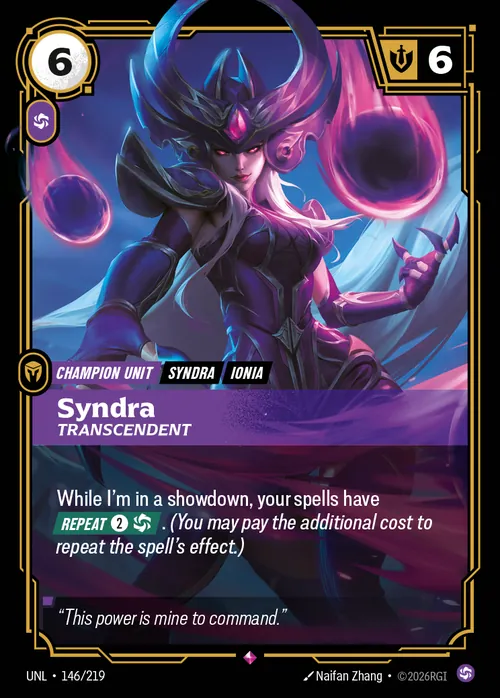 6
6
CHAMPION UNIT SYNDRA IONIA
Syndra
TRANSCENDENT
While I'm in a showdown, your spells have
REPEAT 2 . (You may pay the additional cost to
repeat the spell's effect.)
“This power is mine to command.”
UNL • 146/219 Naifan Zhang • ©2026RGI